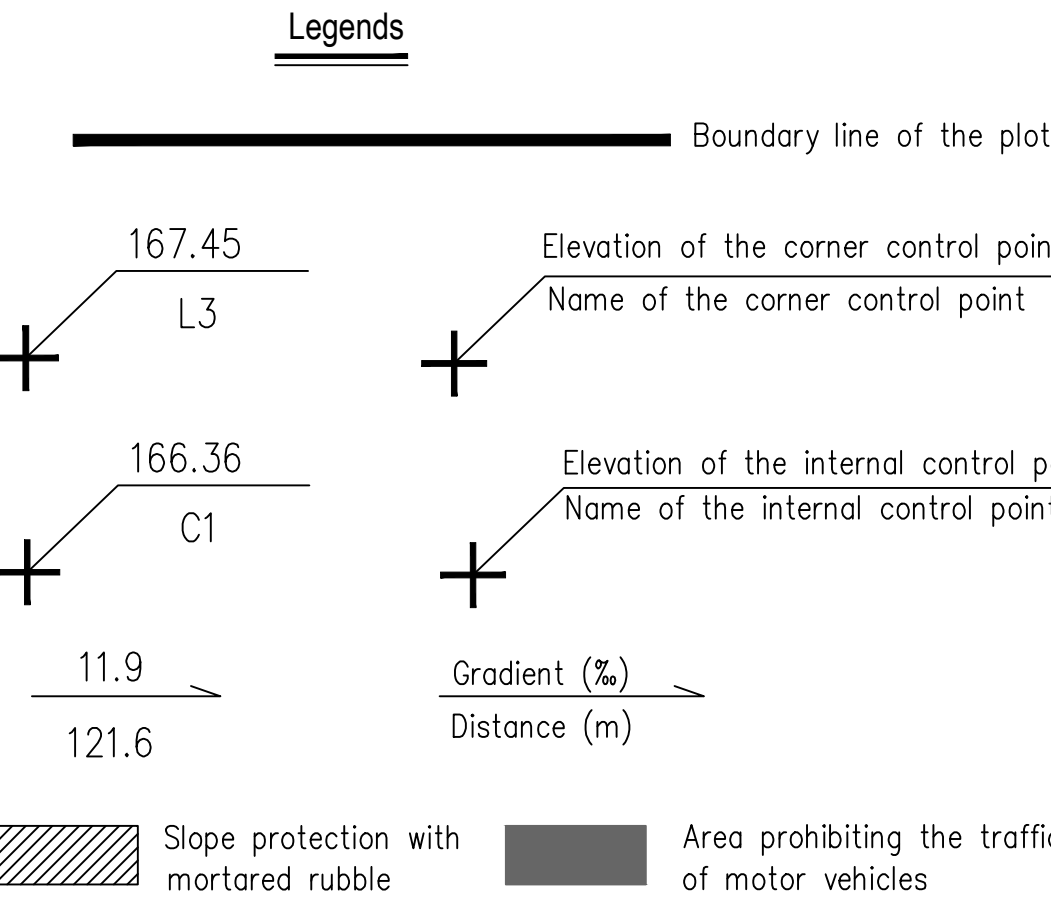 Legends
Boundary line of the plot
167.45
L3
Elevation of the corner control
Name of the corner control point
166.36
C1
Elevation of the internal control
Name of the internal control point
11.9
121.6
Gradient (‰)
Distance (m)
Slope protection with
mortared rubble
Area prohibiting the traffic
of motor vehicles